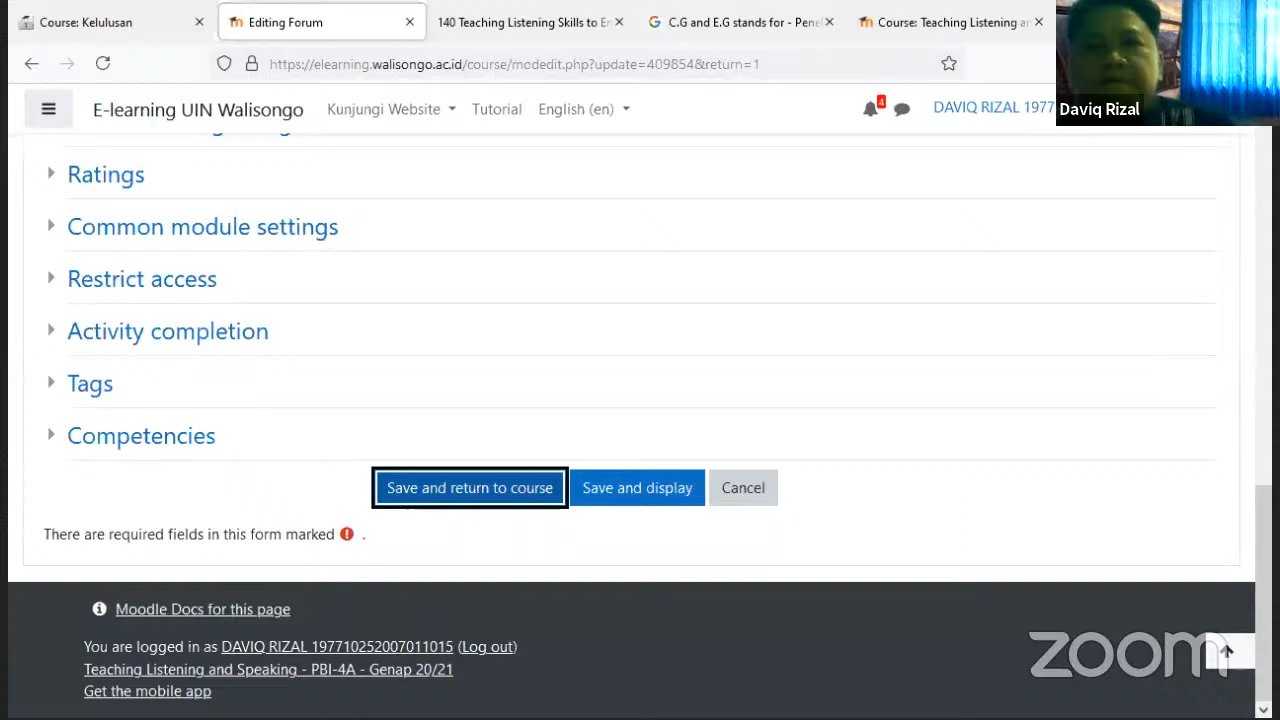 Course: Kelulusan
Editing Forum
140 Teaching Listening Skills to En
C.G and E.G stands for - Penel
Course: Teaching Listening an
https://elearning.walisongo.ac.id/course/modedit.php?update=409854&return=1
E-learning UIN Walisongo
Kunjungi Website
Tutorial
English (en)
4
DAVIQ RIZAL 1977
Daviq Rizal
Ratings
Common module settings
Restrict access
Activity completion
Tags
Competencies
Save and return to course
Save and display
Cancel
There are required fields in this form marked .
Moodle Docs for this page
You are logged in as DAVIQ RIZAL 197710252007011015 (Log out)
Teaching Listening and Speaking - PBI-4A - Genap 20/21
Get the mobile app
zoom